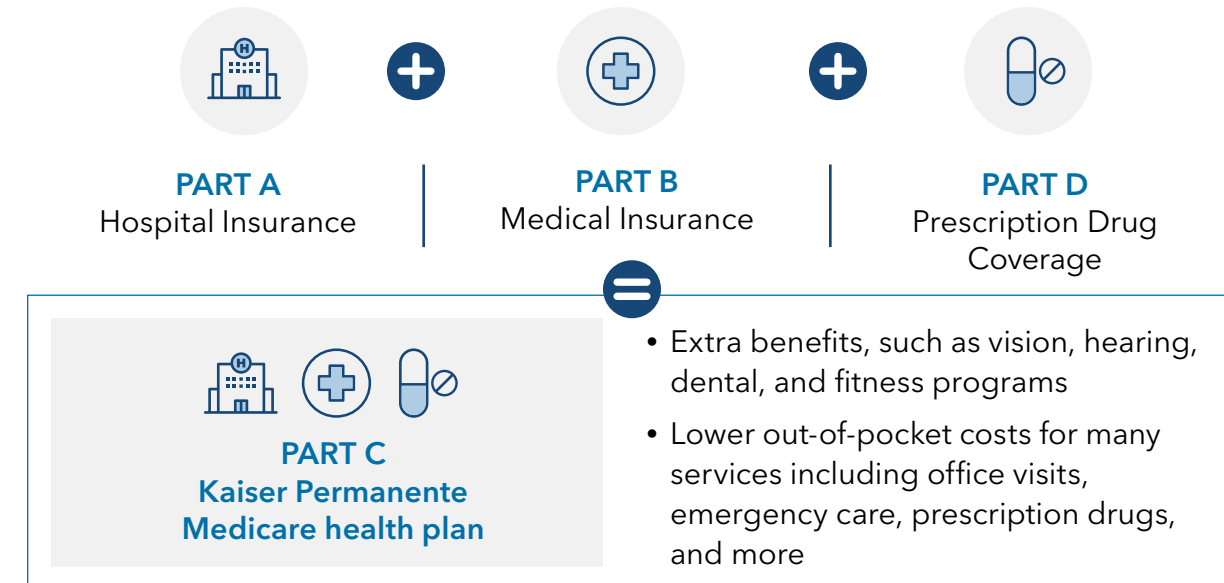 PART A
Hospital Insurance
PART B
Medical Insurance
PART D
Prescription Drug
Coverage
H
PART C
Kaiser Permanente
Medicare health plan
• Extra benefits, such as vision, hearing,
dental, and fitness programs
• Lower out-of-pocket costs for many
services including office visits,
emergency care, prescription drugs,
and more